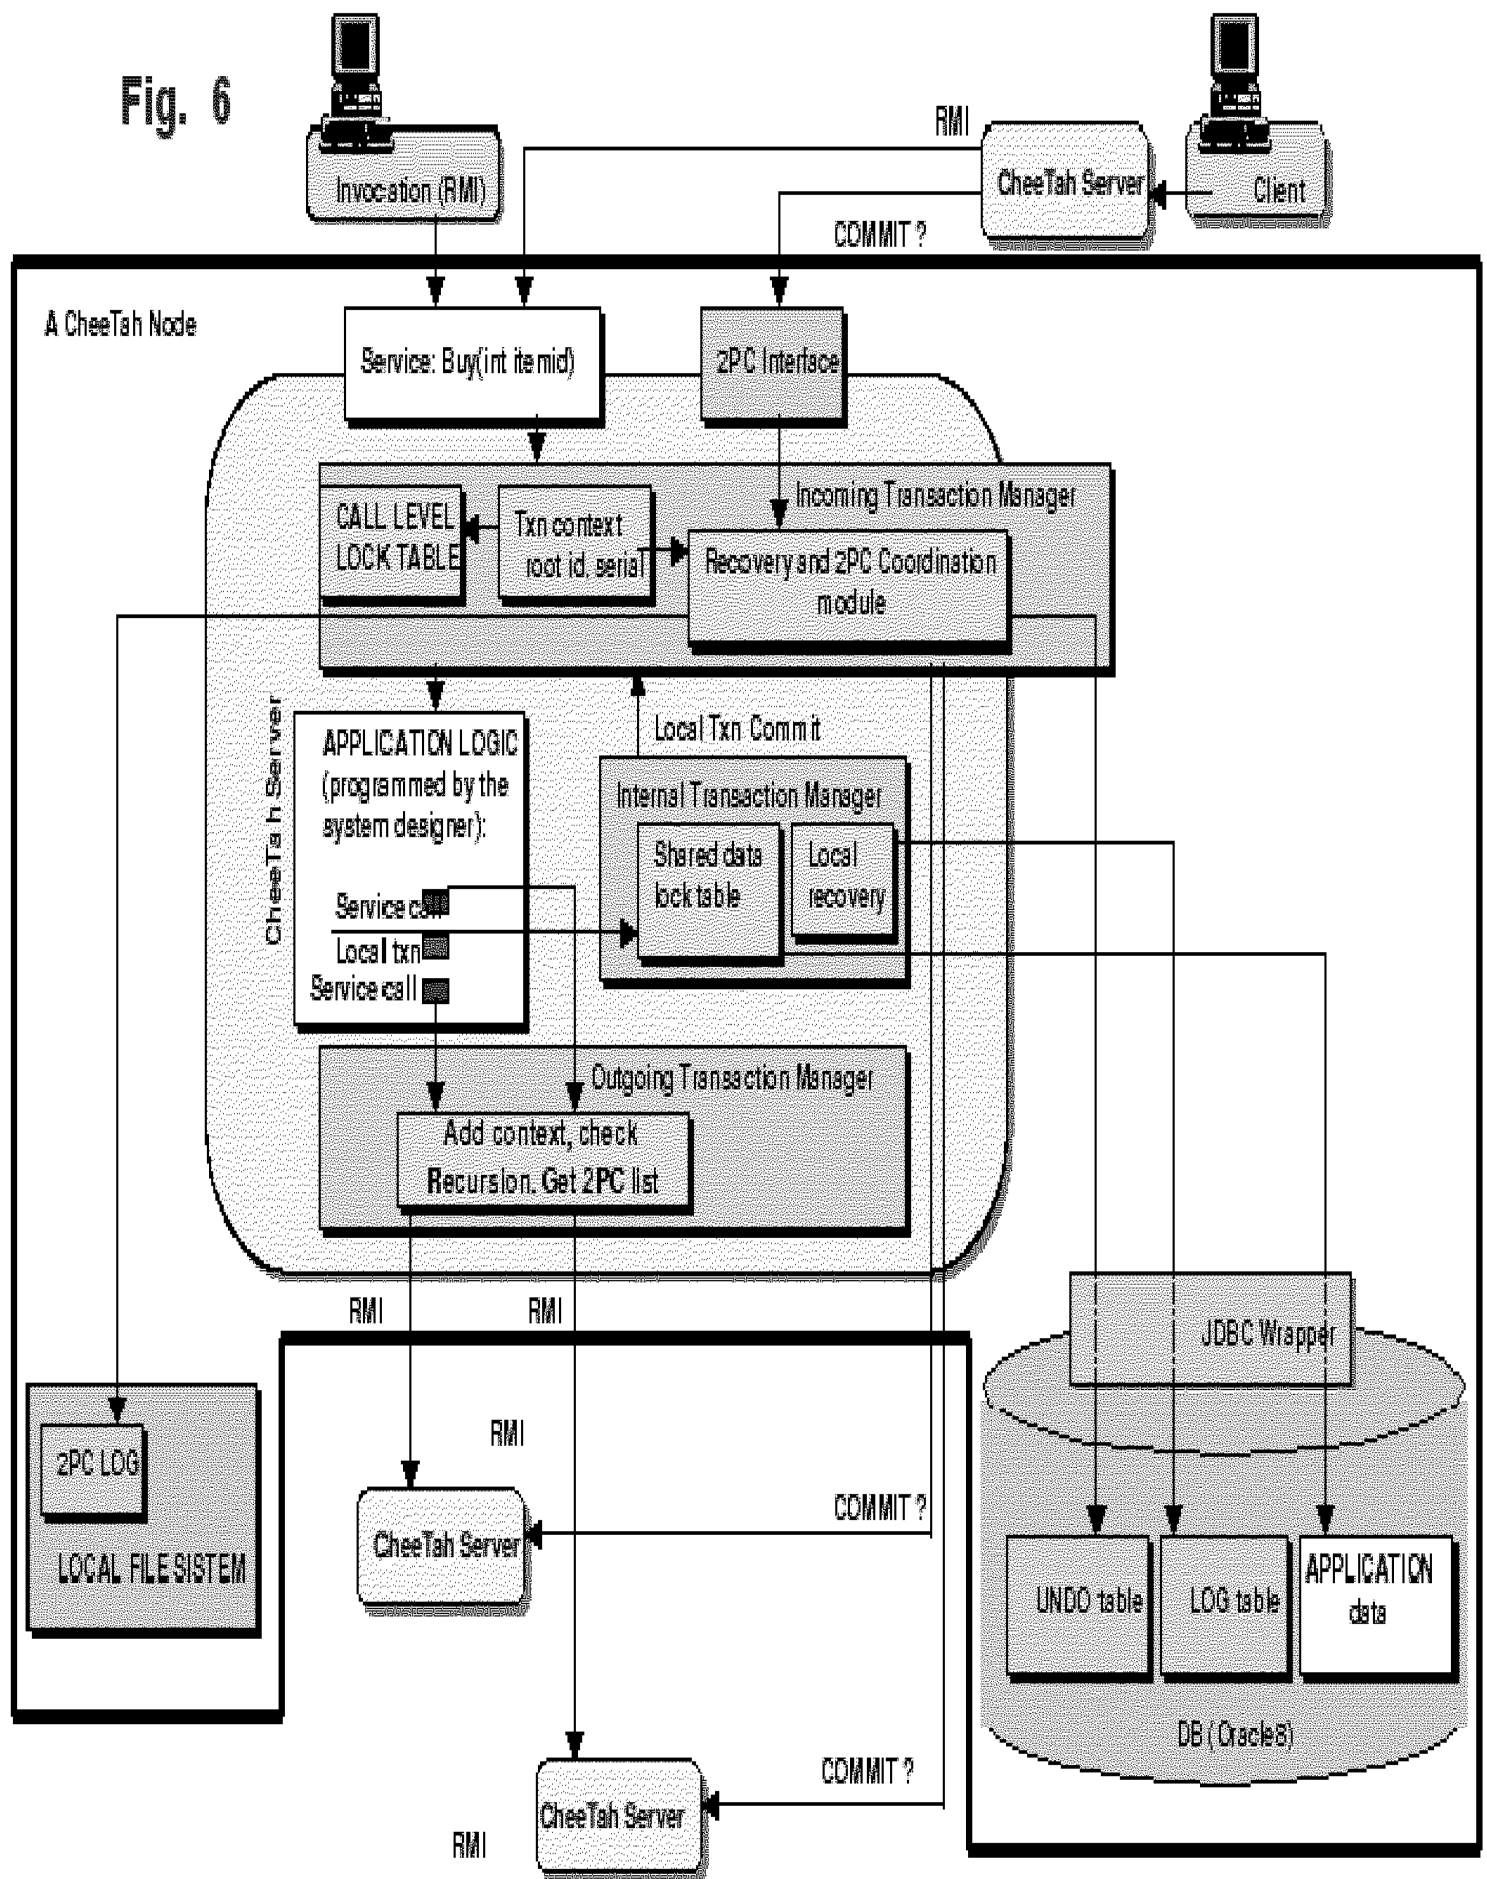 Fig. 6
RMI
Invocation (RMI)
CheeTah Server
Client
COMMIT ?
A CheeTah Node
Service: Buy(int itemid)
2PC Interface
Incoming Transaction Manager
CALL LEVEL
LOCK TABLE
Txn context
root id, serial
Recovery and 2PC Coordination
module
CheeTah Server
APPLICATION LOGIC
(programmed by the
system designer):
Local Txn Commit
Internal Transaction Manager
Shared data
lock table
Local
recovery
Service call
Local txn
Service call
Outgoing Transaction Manager
Add context, check
Recursion. Get 2PC list
RMI
RMI
JDBC Wrapper
RMI
2PC LOG
LOCAL FILESISTEM
COMMIT ?
CheeTah Server
UNDO table
LOG table
APPLICATION
data
DB (Oracle8)
COMMIT ?
CheeTah Server
RMI